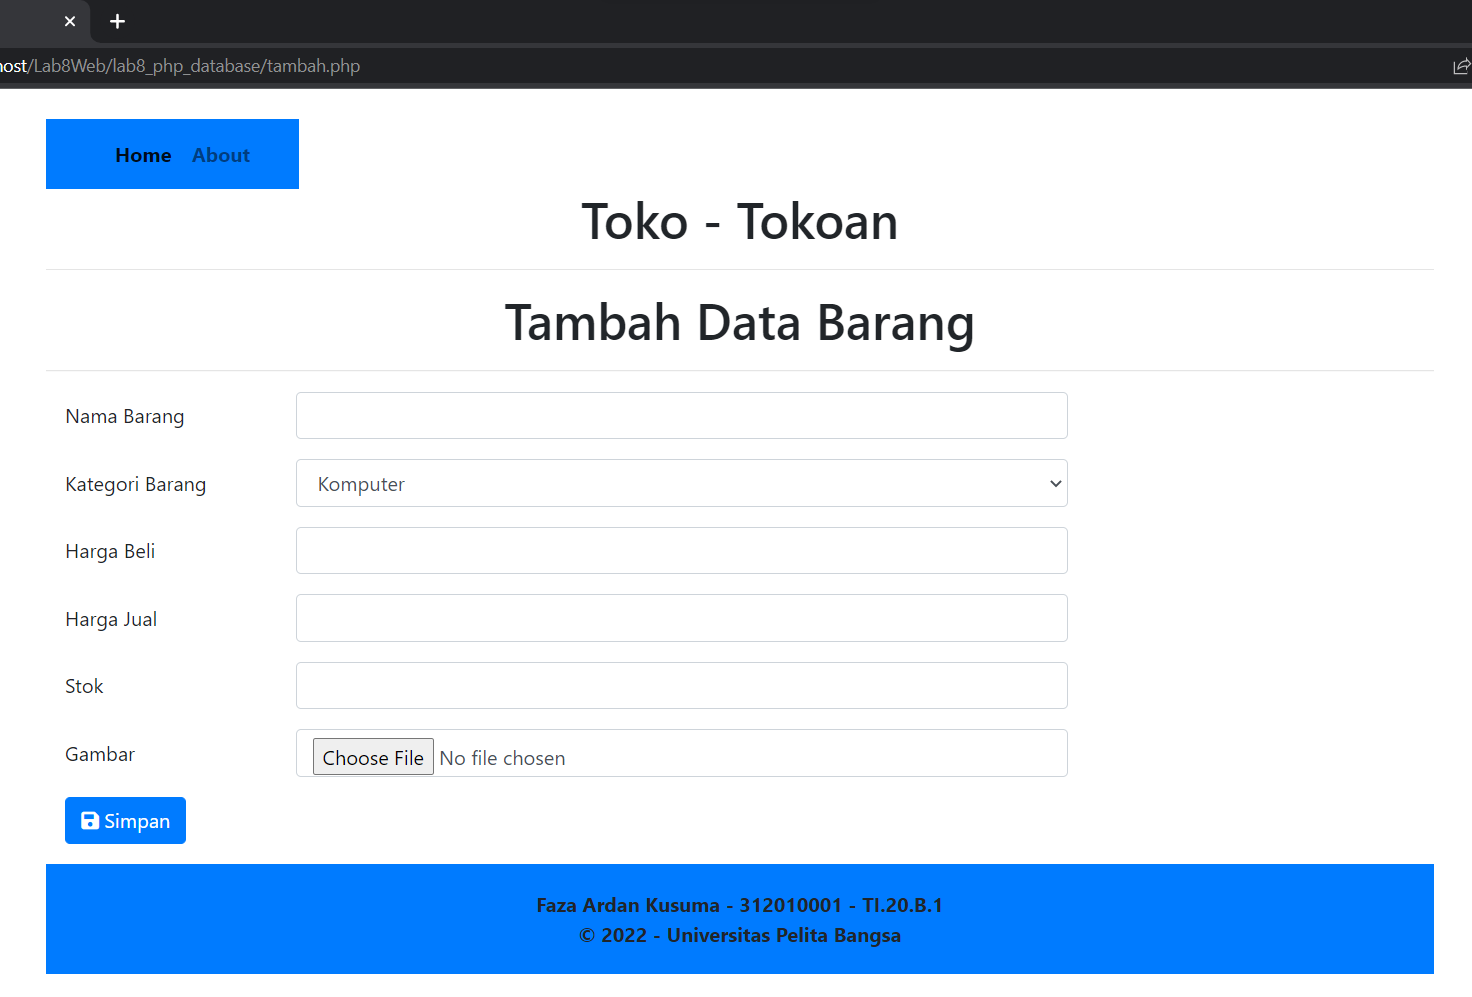 host/Lab8Web/lab8_php_database/tambah.php
Home About
Toko - Tokoan
Tambah Data Barang
Nama Barang
Kategori Barang Komputer
Harga Beli
Harga Jual
Stok
Gambar Choose File No file chosen
Simpan
Faza Ardan Kusuma - 312010001 - TI.20.B.1
© 2022 - Universitas Pelita Bangsa